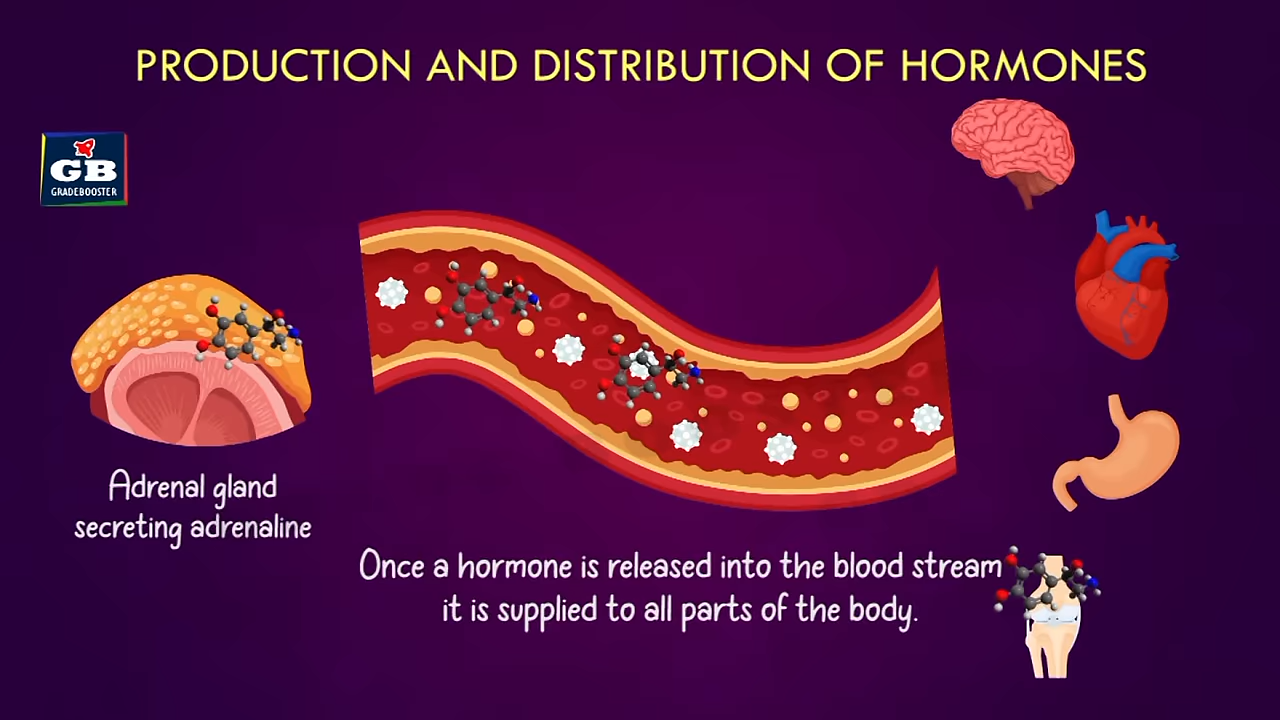 PRODUCTION AND DISTRIBUTION OF HORMONES
GB
GRADEBOOSTER
Adrenal gland
secreting adrenaline
Once a hormone is released into the blood stream
it is supplied to all parts of the body.